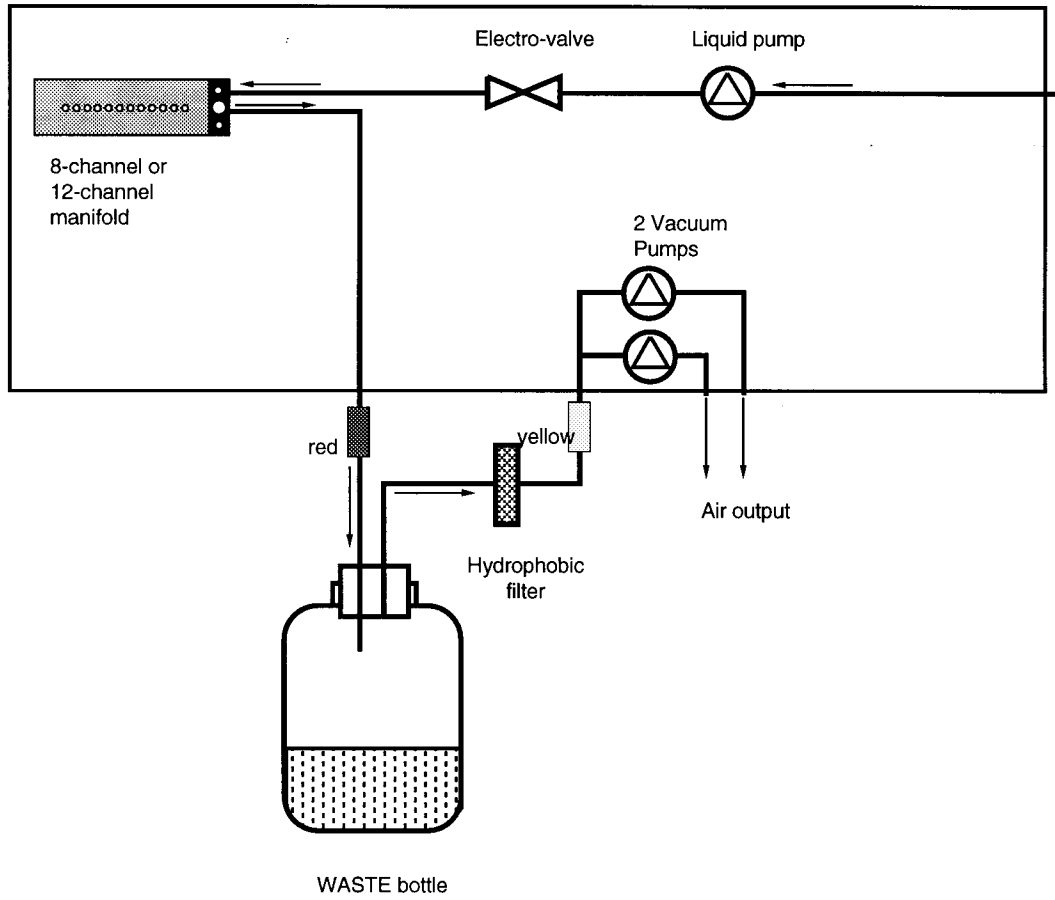 Electro-valve
Liquid pump
8-channel or
12-channel
manifold
2 Vacuum
Pumps
red
yellow
Air output
Hydrophobic
filter
WASTE bottle